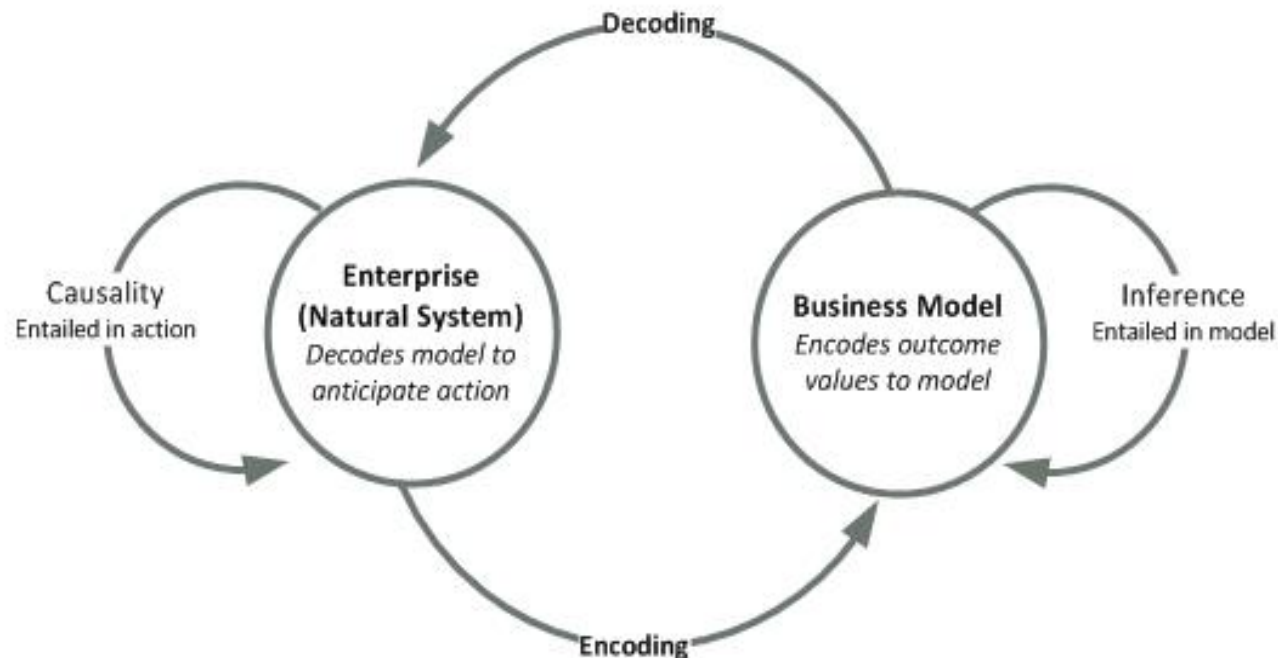 Decoding
Causality
Entailed in action
Enterprise
(Natural System)
Decodes model to
anticipate action
Business Model
Encodes outcome
values to model
Inference
Entailed in model
Encoding